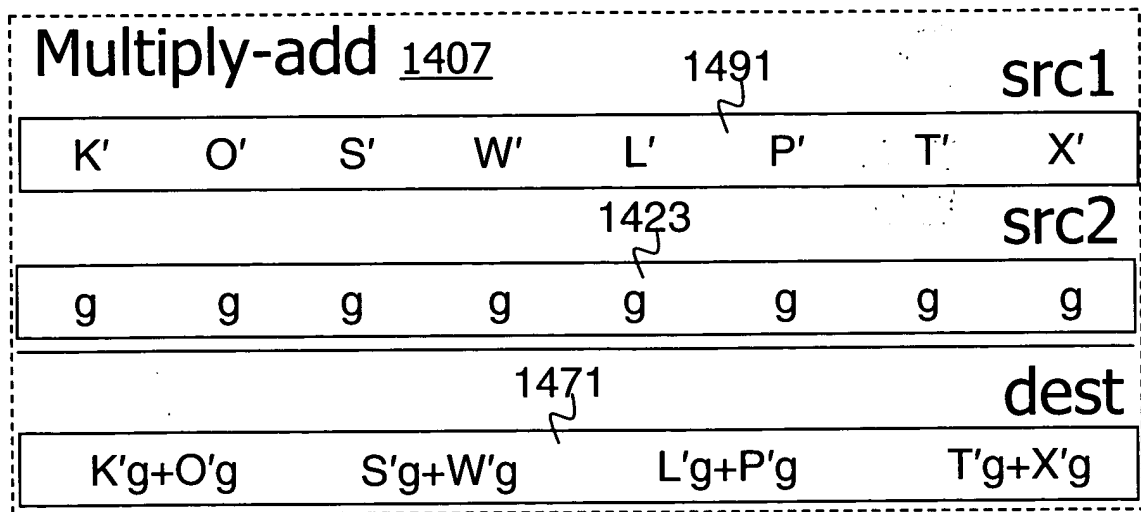 Multiply-add 1407 1491 src1
K' O' S' W' L' P' T' X'
1423 src2
g g g g g g g g
1471 dest
K'g+O'g S'g+W'g L'g+P'g T'g+X'g